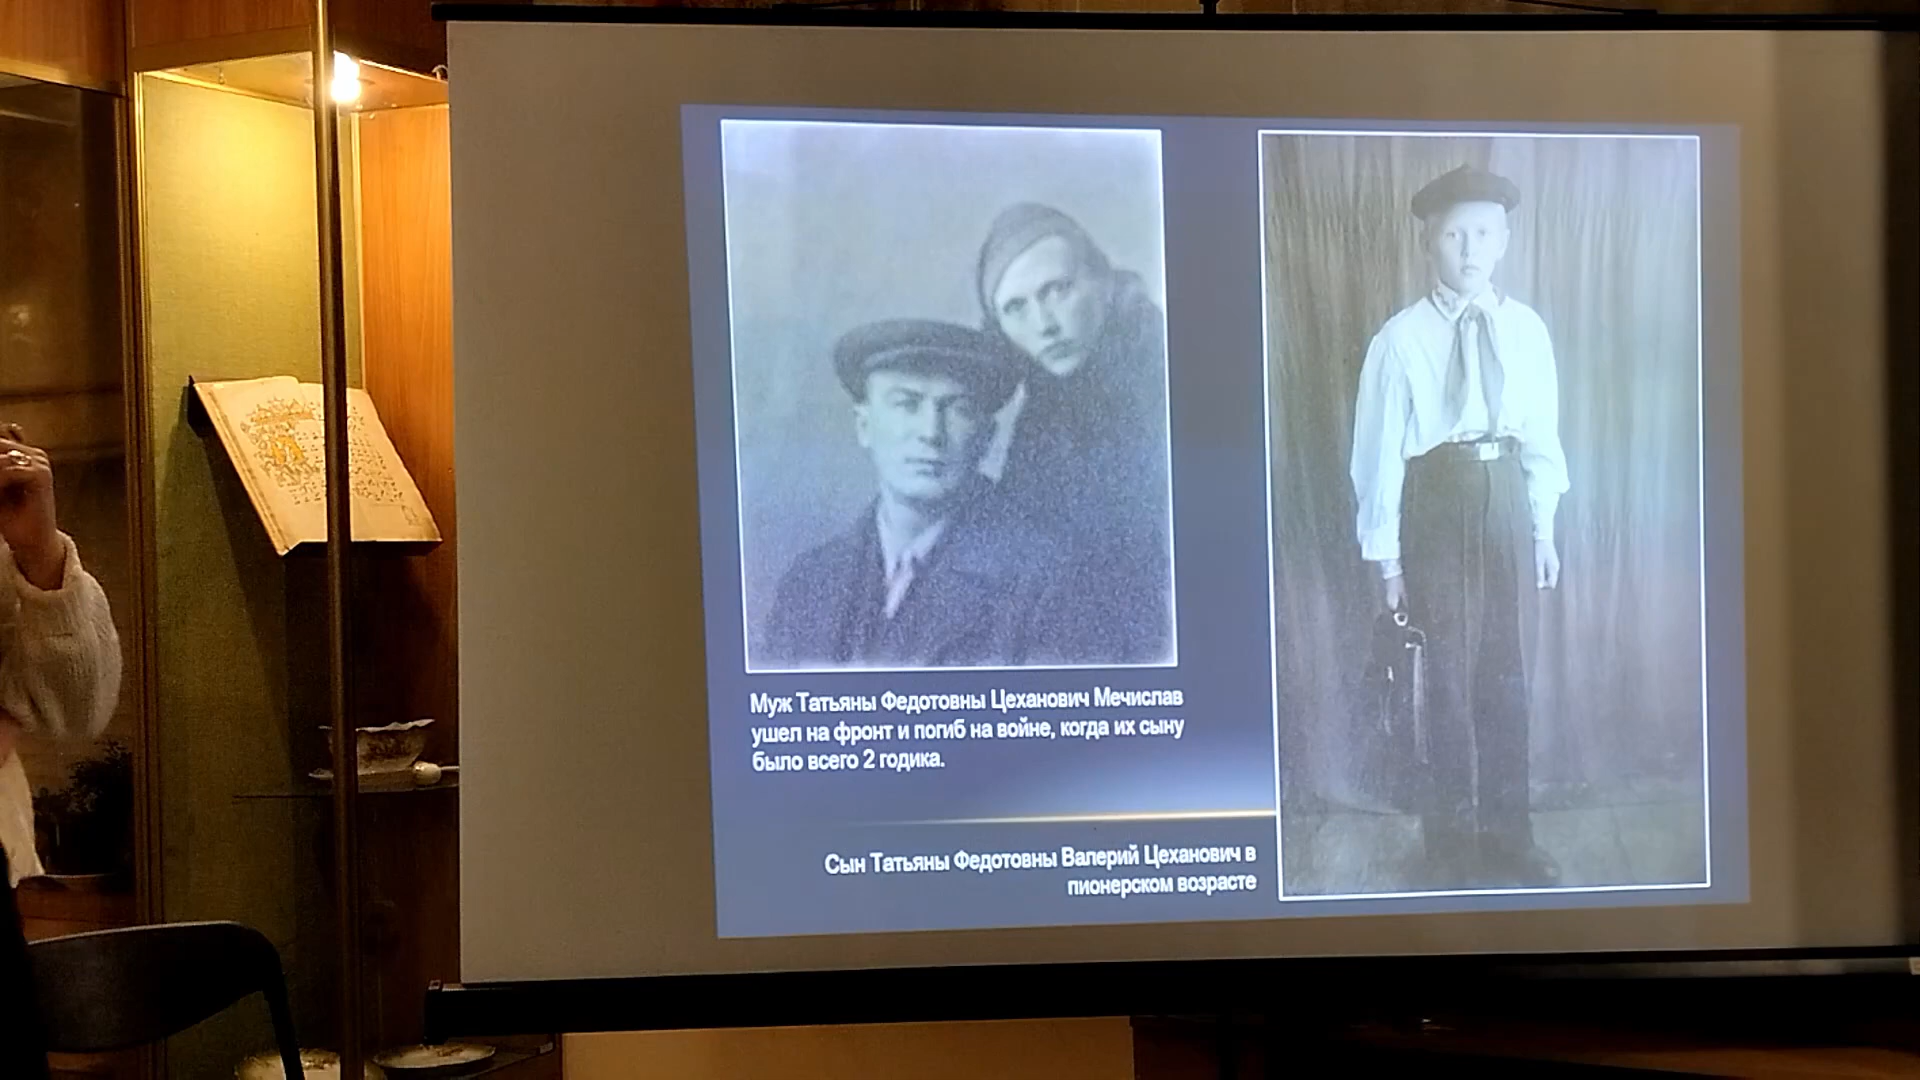 Муж Татьяны Федотовны Цеханович Мечислав
ушел на фронт и погиб на войне, когда их сыну
было всего 2 годика.
Сын Татьяны Федотовны Валерий Цеханович в
пионерском возрасте